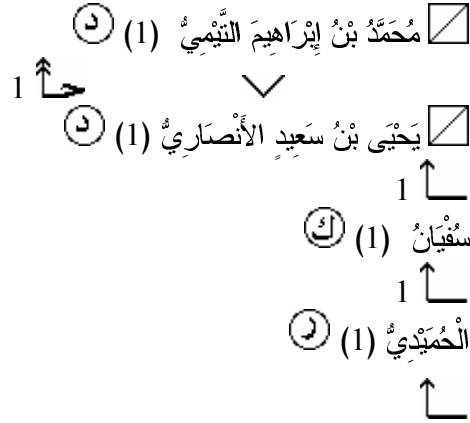 مُحَمَّدُ بْنُ إِبْرَاهِيمَ التَّيْمِيُّ (1) د
1 حـ
يَحْيَى بْنُ سَعِيدٍ الأَنْصَارِيُّ (1) د
1
سُفْيَانُ (1) ك
1
الْحُمَيْدِيُّ (1) ر